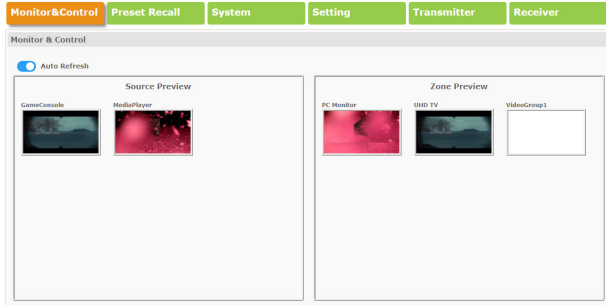 Monitor&Control Preset Recall System Setting Transmitter Receiver
Monitor & Control
Auto Refresh
Source Preview
GameConsole MediaPlayer
Zone Preview
PC Monitor UHD TV VideoGroup1